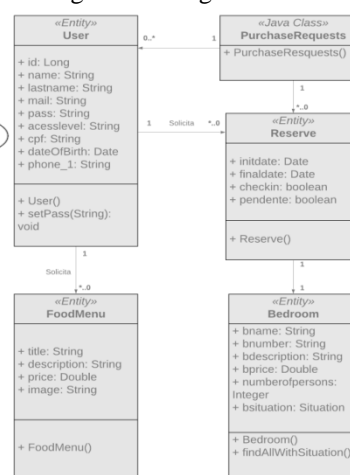 «Entity»
User
+ id: Long
+ name: String
+ lastname: String
+ mail: String
+ pass: String
+ acesslevel: String
+ cpf: String
+ dateOfBirth: Date
+ phone_1: String
+ User()
+ setPass(String):
void
0..*
1
«Java Class»
PurchaseRequests
+ PurchaseResquests()
1
*..0
1
Solicita
*..0
«Entity»
Reserve
+ initdate: Date
+ finaldate: Date
+ checkin: boolean
+ pendente: boolean
+ Reserve()
1
Solicita
*..0
1
1
«Entity»
FoodMenu
+ title: String
+ description: String
+ price: Double
+ image: String
+ FoodMenu()
«Entity»
Bedroom
+ bname: String
+ bnumber: String
+ bdescription: String
+ bprice: Double
+ numberofpersons:
Integer
+ bsituation: Situation
+ Bedroom()
+ findAllWithSituation()